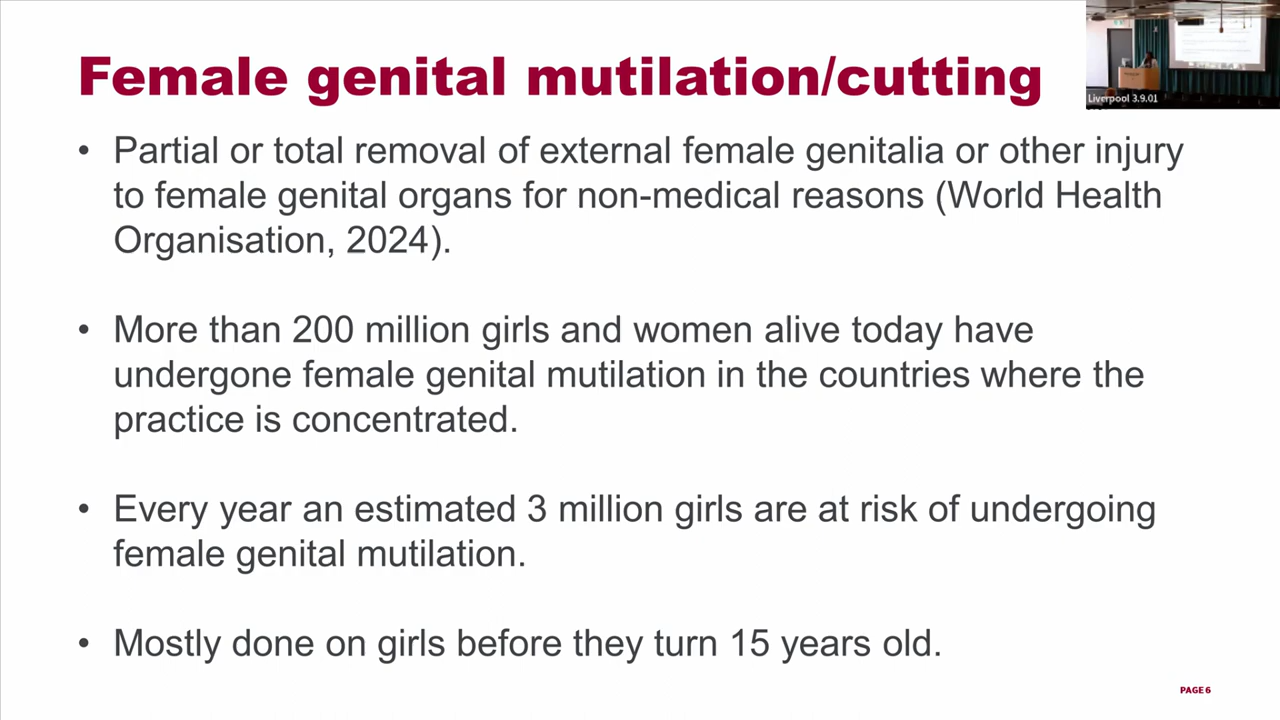 Female genital mutilation/cutting
Liverpool 3.9.01
• Partial or total removal of external female genitalia or other injury
to female genital organs for non-medical reasons (World Health
Organisation, 2024).
• More than 200 million girls and women alive today have
undergone female genital mutilation in the countries where the
practice is concentrated.
• Every year an estimated 3 million girls are at risk of undergoing
female genital mutilation.
• Mostly done on girls before they turn 15 years old.
PAGE 6